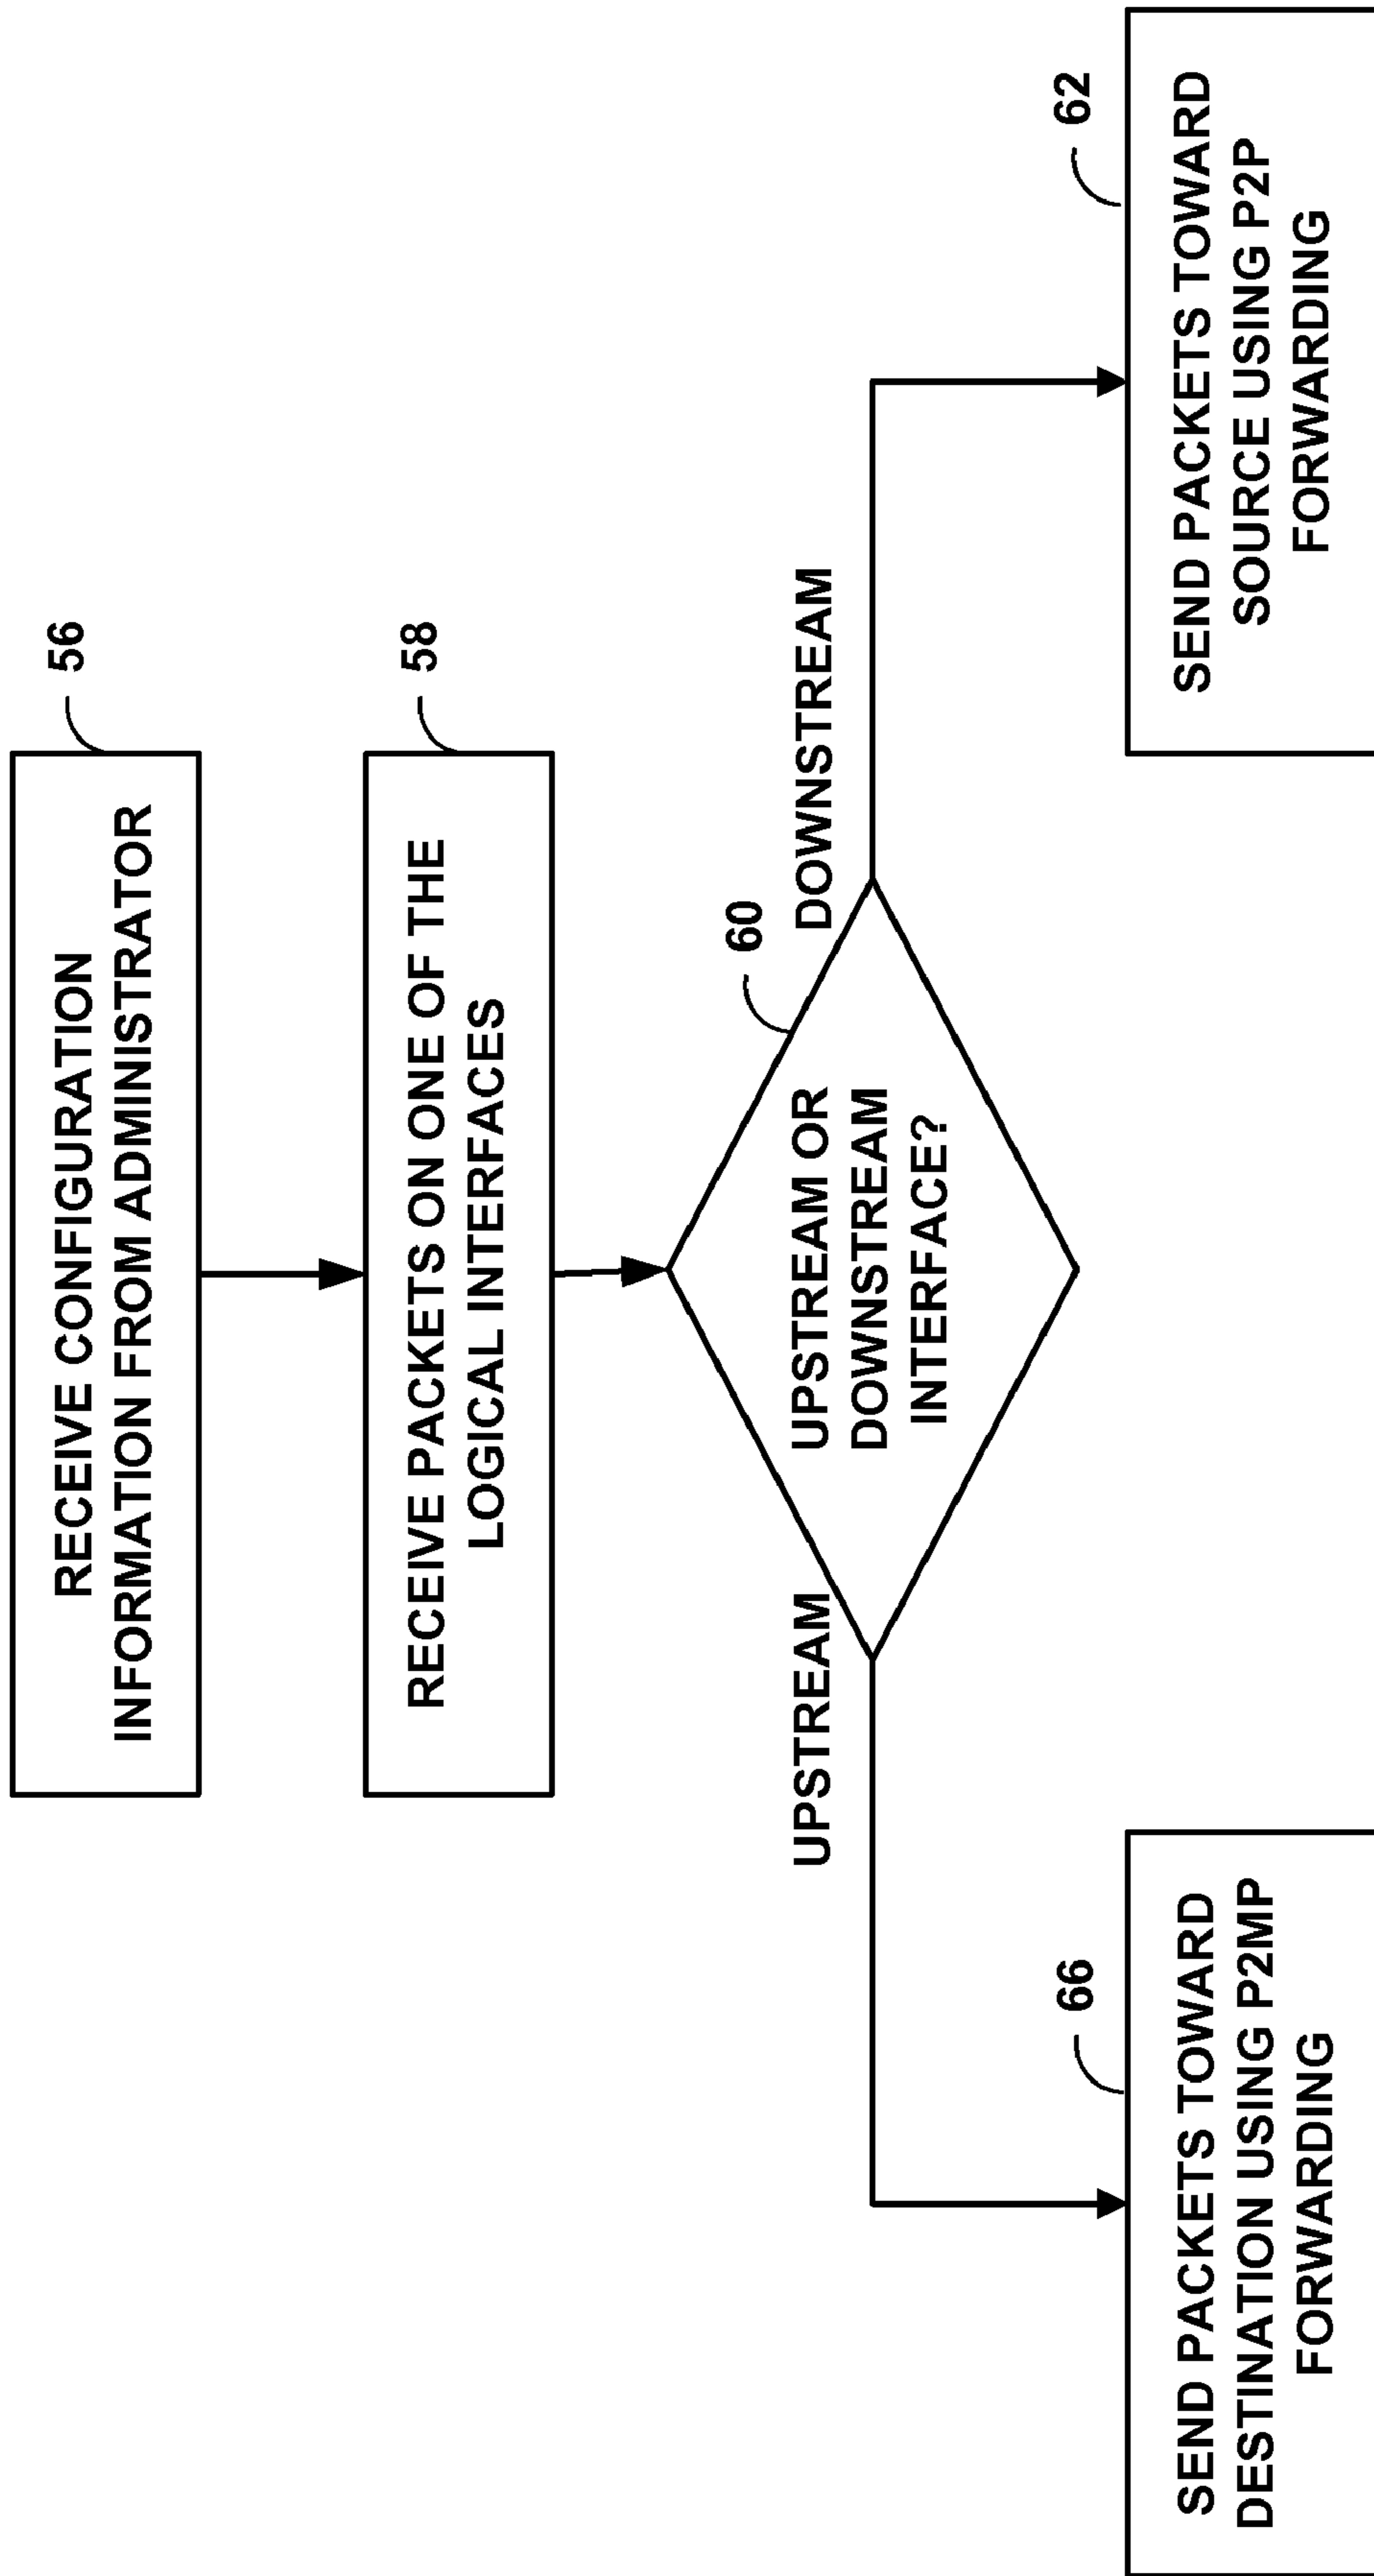 RECEIVE CONFIGURATION
INFORMATION FROM ADMINISTRATOR
56
RECEIVE PACKETS ON ONE OF THE
LOGICAL INTERFACES
58
60
UPSTREAM OR
DOWNSTREAM
INTERFACE?
UPSTREAM
DOWNSTREAM
66
SEND PACKETS TOWARD
DESTINATION USING P2MP
FORWARDING
62
SEND PACKETS TOWARD
SOURCE USING P2P
FORWARDING